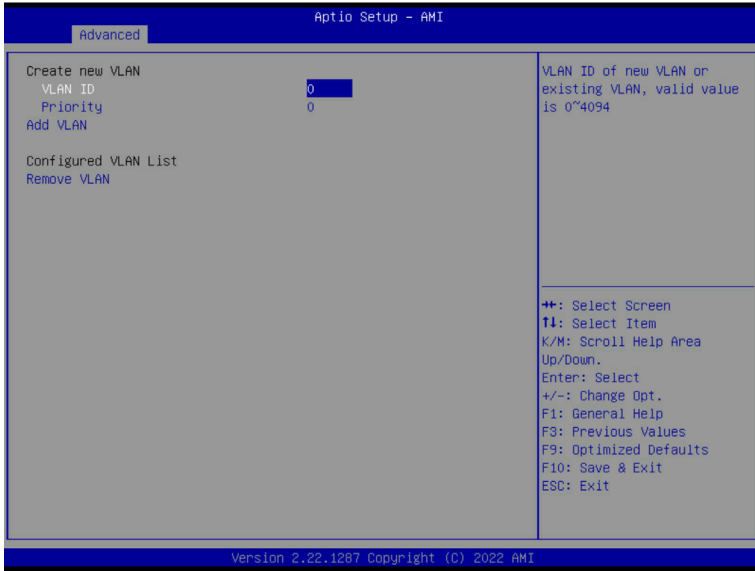 Aptio Setup - AMI
Advanced
Create new VLAN
VLAN ID 0
Priority 0
Add VLAN
Configured VLAN List
Remove VLAN
VLAN ID of new VLAN or
existing VLAN, valid value
is 0~4094
→←: Select Screen
↑↓: Select Item
K/M: Scroll Help Area
Up/Down.
Enter: Select
+/-: Change Opt.
F1: General Help
F3: Previous Values
F9: Optimized Defaults
F10: Save & Exit
ESC: Exit
Version 2.22.1287 Copyright (C) 2022 AMI